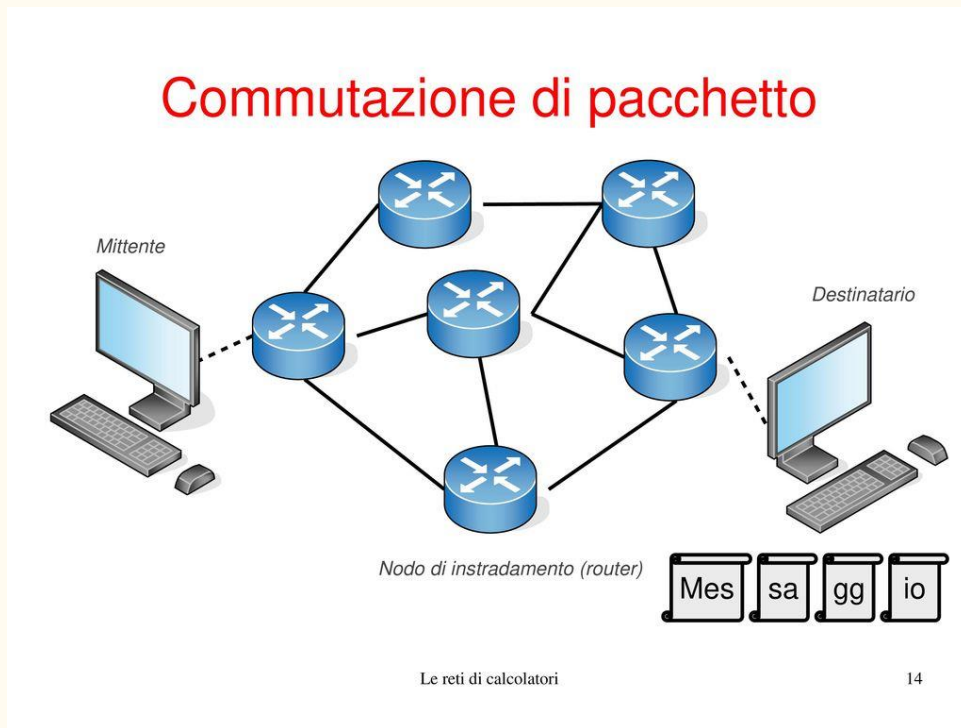 Commutazione di pacchetto
Mittente
Destinatario
Nodo di instradamento (router)
Mes sa gg io
Le reti di calcolatori 14